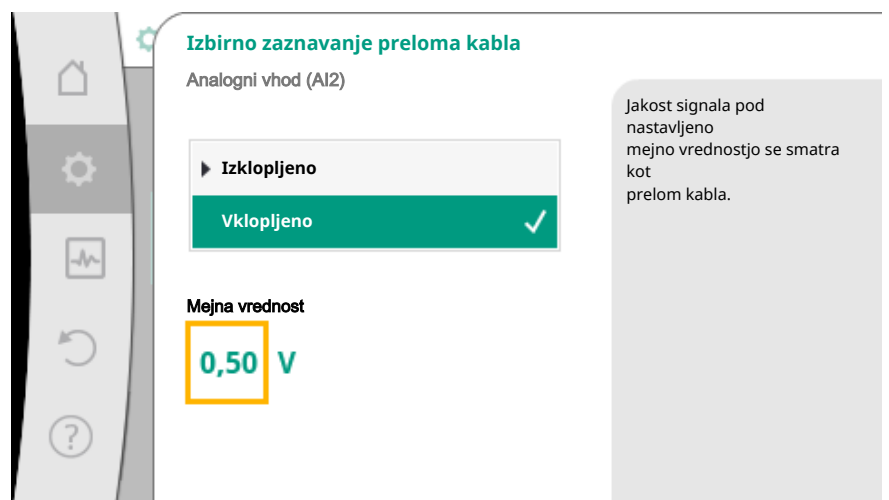 Izbirno zaznavanje preloma kabla
Analogni vhod (AI2)
Izklopljeno
Vklopljeno
Mejna vrednost
0,50 V
Jakost signala pod
nastavljeno
mejno vrednostjo se smatra
kot
prelom kabla.
?